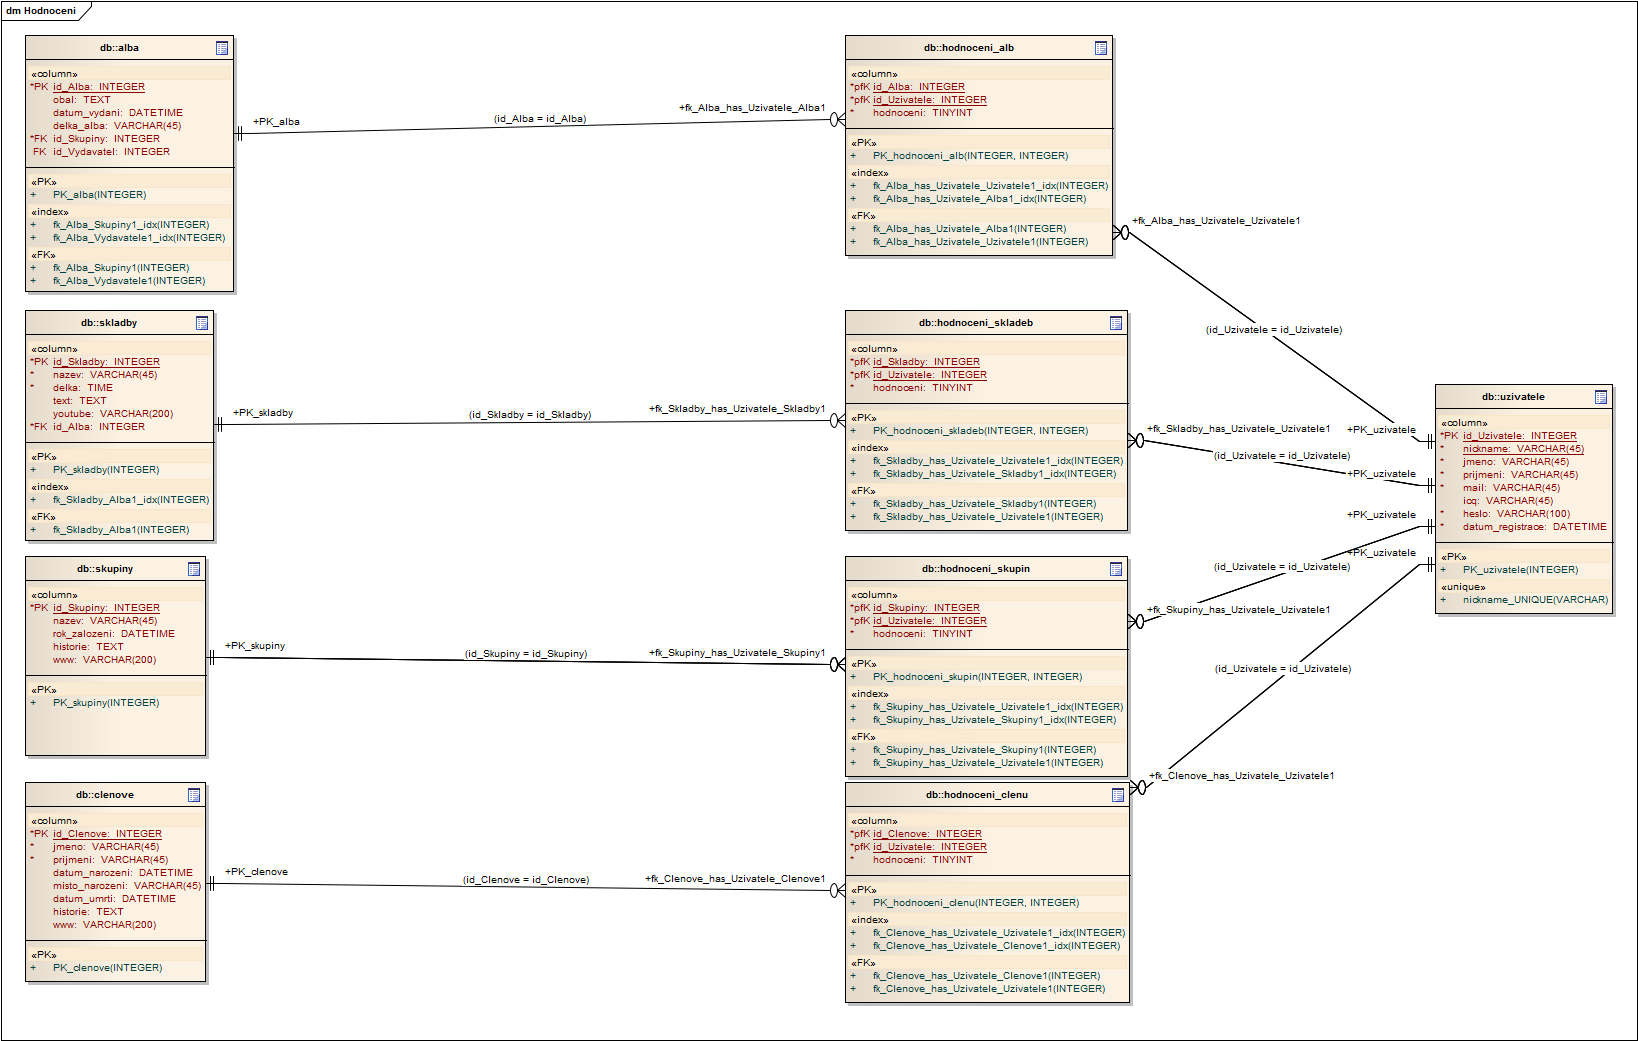 dm Hodnoceni
db::alba
«column»
*PK id_Alba: INTEGER
obal: TEXT
datum_vydani: DATETIME
delka_alba: VARCHAR(45)
*FK id_Skupiny: INTEGER
FK id_Vydavatel: INTEGER
«PK»
+ PK_alba(INTEGER)
«index»
+ fk_Alba_Skupiny1_idx(INTEGER)
+ fk_Alba_Vydavatele1_idx(INTEGER)
«FK»
+ fk_Alba_Skupiny1(INTEGER)
+ fk_Alba_Vydavatele1(INTEGER)
+PK_alba
(id_Alba = id_Alba)
+fk_Alba_has_Uzivatele_Alba1
db::hodnoceni_alb
«column»
*pfK id_Alba: INTEGER
*pfK id_Uzivatele: INTEGER
* hodnoceni: TINYINT
«PK»
+ PK_hodnoceni_alb(INTEGER, INTEGER)
«index»
+ fk_Alba_has_Uzivatele_Uzivatele1_idx(INTEGER)
+ fk_Alba_has_Uzivatele_Alba1_idx(INTEGER)
«FK»
+ fk_Alba_has_Uzivatele_Alba1(INTEGER)
+ fk_Alba_has_Uzivatele_Uzivatele1(INTEGER)
+fk_Alba_has_Uzivatele_Uzivatele1
(id_Uzivatele = id_Uzivatele)
+PK_uzivatele
db::skladby
«column»
*PK id_Skladby: INTEGER
* nazev: VARCHAR(45)
* delka: TIME
text: TEXT
youtube: VARCHAR(200)
*FK id_Alba: INTEGER
«PK»
+ PK_skladby(INTEGER)
«index»
+ fk_Skladby_Alba1_idx(INTEGER)
«FK»
+ fk_Skladby_Alba1(INTEGER)
+PK_skladby
(id_Skladby = id_Skladby)
+fk_Skladby_has_Uzivatele_Skladby1
db::hodnoceni_skladeb
«column»
*pfK id_Skladby: INTEGER
*pfK id_Uzivatele: INTEGER
* hodnoceni: TINYINT
«PK»
+ PK_hodnoceni_skladeb(INTEGER, INTEGER)
«index»
+ fk_Skladby_has_Uzivatele_Uzivatele1_idx(INTEGER)
+ fk_Skladby_has_Uzivatele_Skladby1_idx(INTEGER)
«FK»
+ fk_Skladby_has_Uzivatele_Skladby1(INTEGER)
+ fk_Skladby_has_Uzivatele_Uzivatele1(INTEGER)
+fk_Skladby_has_Uzivatele_Uzivatele1
(id_Uzivatele = id_Uzivatele)
+PK_uzivatele
db::uzivatele
«column»
*PK id_Uzivatele: INTEGER
* nickname: VARCHAR(45)
* jmeno: VARCHAR(45)
* prijmeni: VARCHAR(45)
* mail: VARCHAR(45)
icq: VARCHAR(45)
* heslo: VARCHAR(100)
* datum_registrace: DATETIME
«PK»
+ PK_uzivatele(INTEGER)
«unique»
+ nickname_UNIQUE(VARCHAR)
db::skupiny
«column»
*PK id_Skupiny: INTEGER
nazev: VARCHAR(45)
rok_zalozeni: DATETIME
historie: TEXT
www: VARCHAR(200)
«PK»
+ PK_skupiny(INTEGER)
+PK_skupiny
(id_Skupiny = id_Skupiny)
+fk_Skupiny_has_Uzivatele_Skupiny1
db::hodnoceni_skupin
«column»
*pfK id_Skupiny: INTEGER
*pfK id_Uzivatele: INTEGER
* hodnoceni: TINYINT
«PK»
+ PK_hodnoceni_skupin(INTEGER, INTEGER)
«index»
+ fk_Skupiny_has_Uzivatele_Uzivatele1_idx(INTEGER)
+ fk_Skupiny_has_Uzivatele_Skupiny1_idx(INTEGER)
«FK»
+ fk_Skupiny_has_Uzivatele_Skupiny1(INTEGER)
+ fk_Skupiny_has_Uzivatele_Uzivatele1(INTEGER)
+PK_uzivatele
(id_Uzivatele = id_Uzivatele)
+fk_Skupiny_has_Uzivatele_Uzivatele1
db::clenove
«column»
*PK id_Clenove: INTEGER
* jmeno: VARCHAR(45)
* prijmeni: VARCHAR(45)
datum_narozeni: DATETIME
misto_narozeni: VARCHAR(45)
datum_umrti: DATETIME
historie: TEXT
www: VARCHAR(200)
«PK»
+ PK_clenove(INTEGER)
+PK_clenove
(id_Clenove = id_Clenove)
+fk_Clenove_has_Uzivatele_Clenove1
db::hodnoceni_clenu
«column»
*pfK id_Clenove: INTEGER
*pfK id_Uzivatele: INTEGER
* hodnoceni: TINYINT
«PK»
+ PK_hodnoceni_clenu(INTEGER, INTEGER)
«index»
+ fk_Clenove_has_Uzivatele_Uzivatele1_idx(INTEGER)
+ fk_Clenove_has_Uzivatele_Clenove1_idx(INTEGER)
«FK»
+ fk_Clenove_has_Uzivatele_Clenove1(INTEGER)
+ fk_Clenove_has_Uzivatele_Uzivatele1(INTEGER)
+PK_uzivatele
(id_Uzivatele = id_Uzivatele)
+fk_Clenove_has_Uzivatele_Uzivatele1